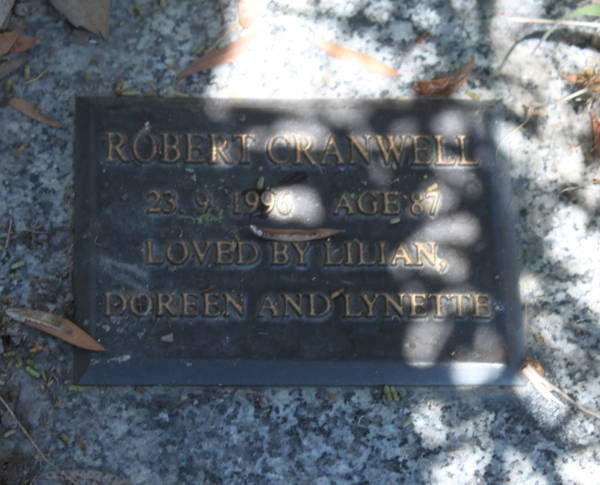 ROBERT CRANWELL
23. 9. 1996 AGE 87
LOVED BY LILIAN,
DOREEN AND LYNETTE